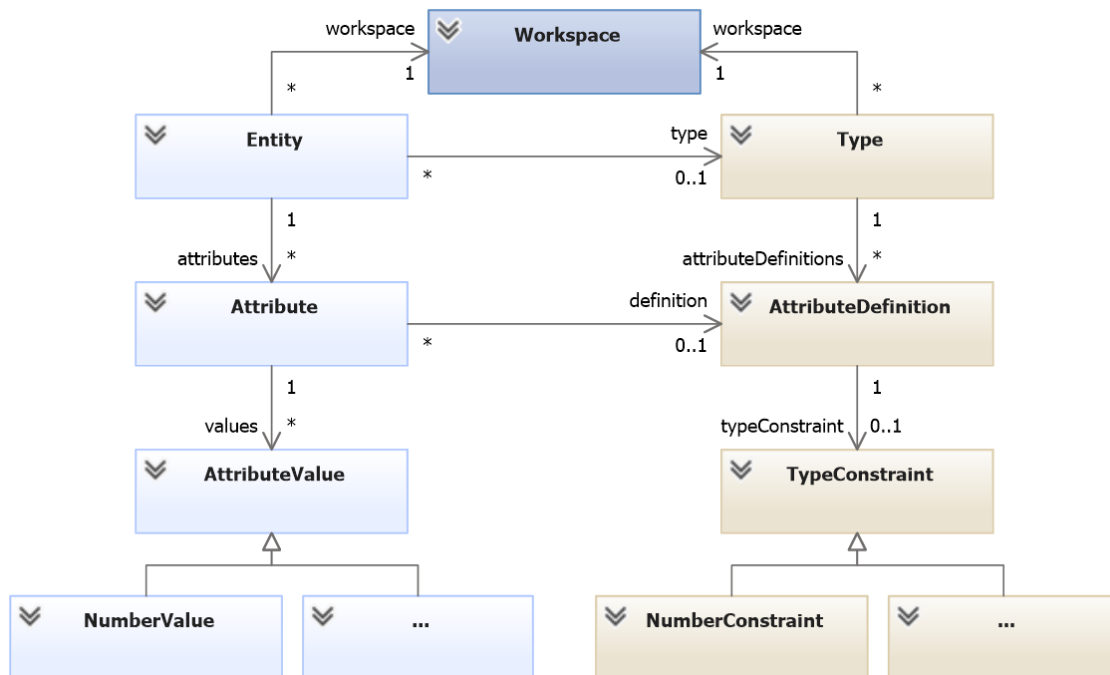 workspace
Workspace
workspace
1
1
*
*
Entity
type
Type
*
0..1
1
1
attributes
*
attributeDefinitions
*
Attribute
definition
AttributeDefinition
*
0..1
1
1
values
*
typeConstraint
0..1
AttributeValue
TypeConstraint
NumberValue
...
NumberConstraint
...